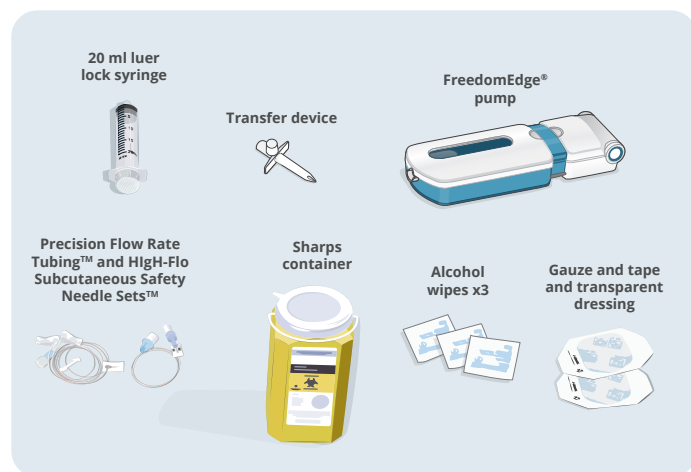 20 ml luer
lock syringe
Transfer device
FreedomEdge®
pump
Precision Flow Rate
Tubing™ and HIgH-Flo
Subcutaneous Safety
Needle Sets™
Sharps
container
Alcohol
wipes x3
Gauze and tape
and transparent
dressing